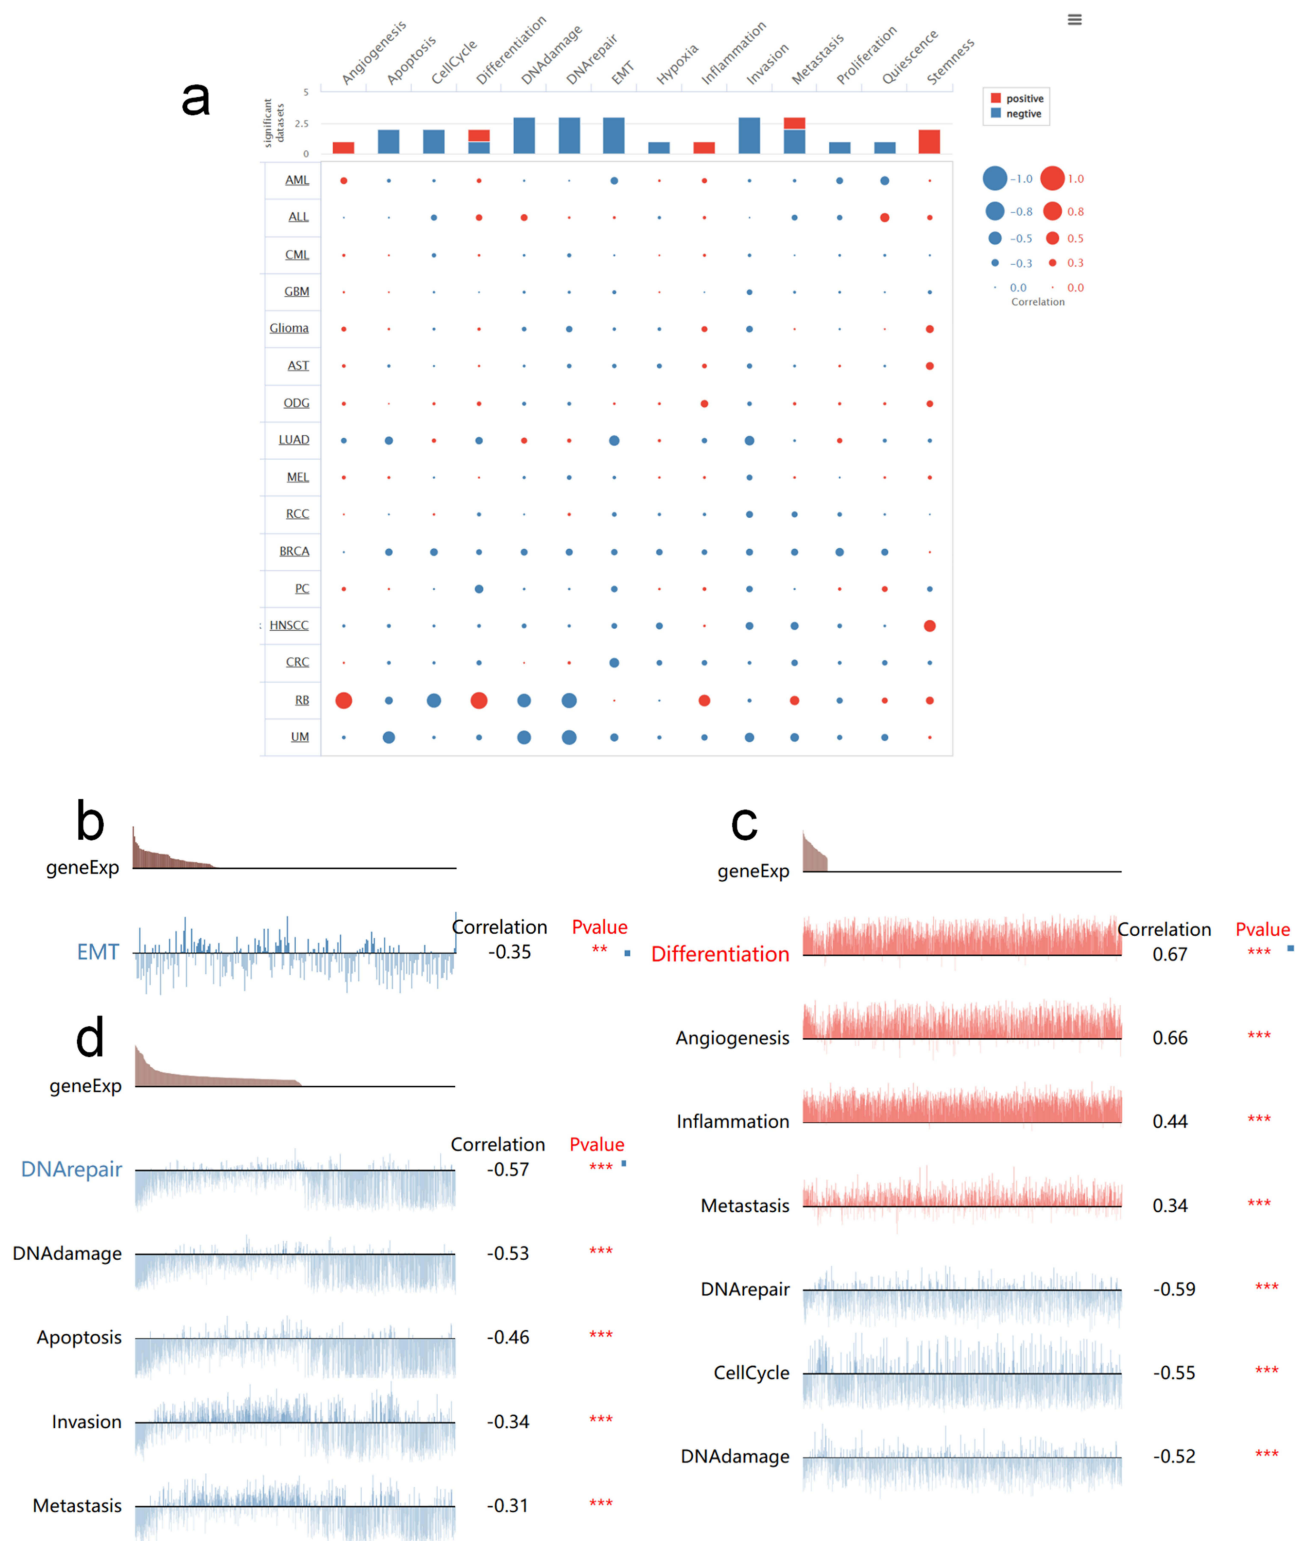 a
Angiogenesis
Apoptosis
CellCycle
Differentiation
DNAdamage
DNArepair
EMT
Hypoxia
Inflammation
Invasion
Metastasis
Proliferation
Quiescence
Stemness
significant
datasets
5
2.5
0
positive
negtive
-1.0 1.0
-0.8 0.8
-0.5 0.5
-0.3 0.3
0.0 0.0
Correlation
AML
ALL
CML
GBM
Glioma
AST
ODG
LUAD
MEL
RCC
BRCA
PC
HNSCC
CRC
RB
UM
b
geneExp
Correlation Pvalue
EMT -0.35 **
c
geneExp
Correlation Pvalue
Differentiation 0.67 ***
Angiogenesis 0.66 ***
Inflammation 0.44 ***
Metastasis 0.34 ***
DNArepair -0.59 ***
CellCycle -0.55 ***
DNAdamage -0.52 ***
d
geneExp
Correlation Pvalue
DNArepair -0.57 ***
DNAdamage -0.53 ***
Apoptosis -0.46 ***
Invasion -0.34 ***
Metastasis -0.31 ***